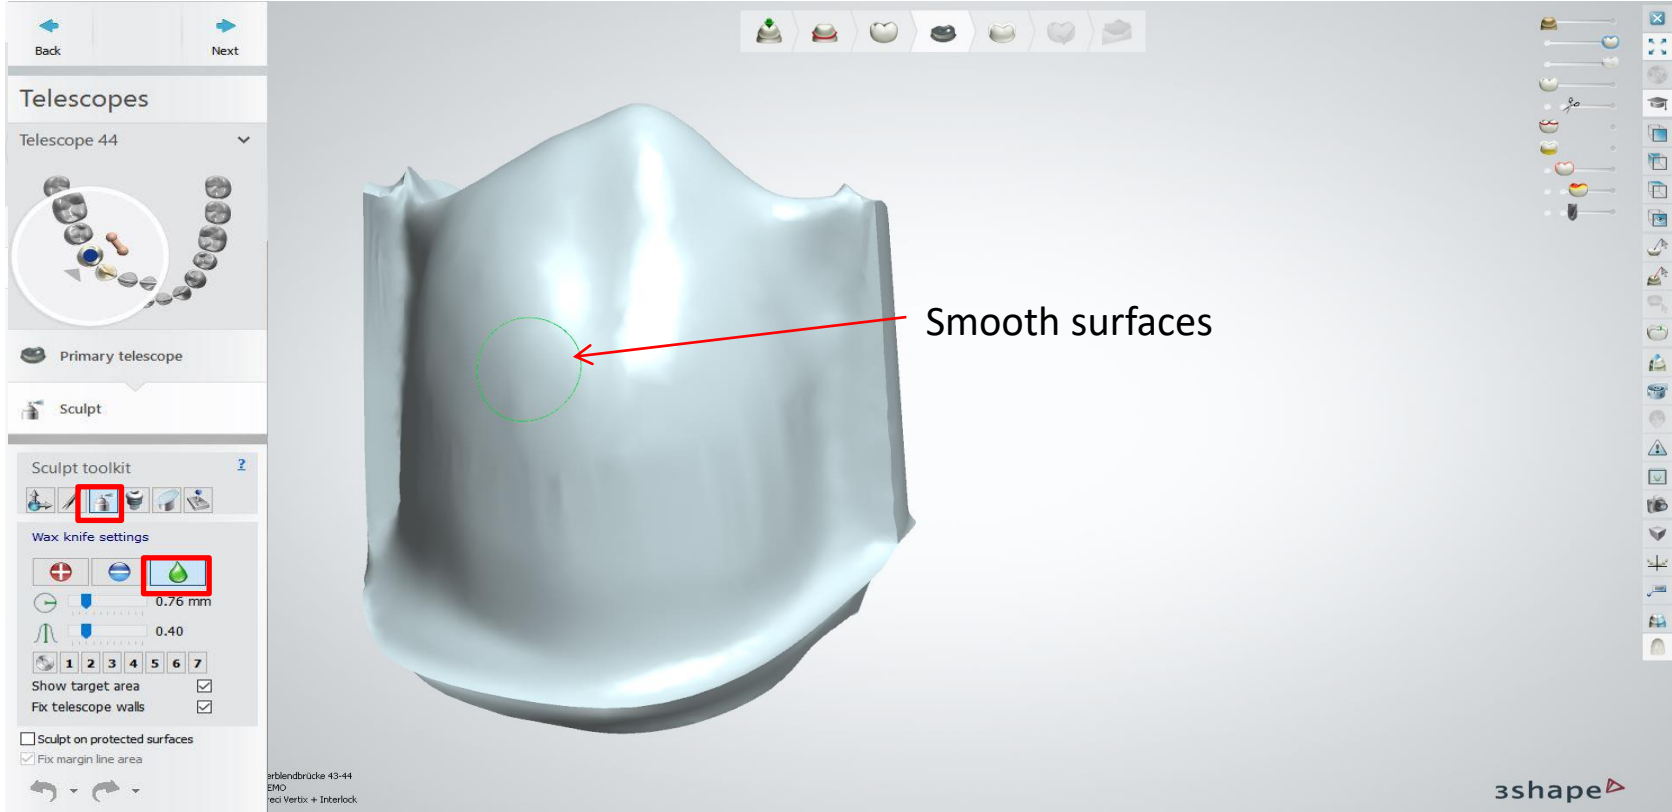 Back
Next
Telescopes
Telescope 44
Primary telescope
Sculpt
Sculpt toolkit
?
Wax knife settings
0.76 mm
0.40
1 2 3 4 5 6 7
Show target area
Fix telescope walls
Sculpt on protected surfaces
Fix margin line area
Smooth surfaces
erblendbrücke 43-44
EMO
reci Vertix + Interlock
3shape